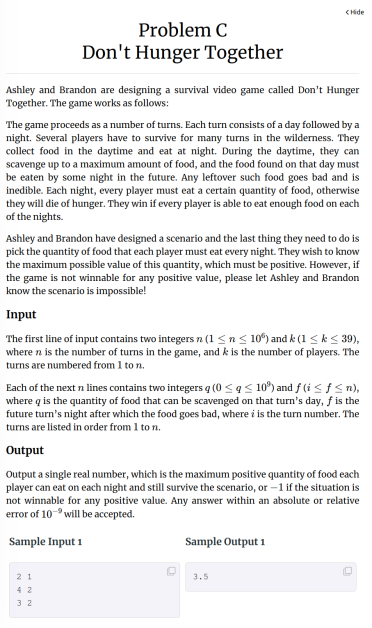 < Hide
Problem C
Don't Hunger Together
Ashley and Brandon are designing a survival video game called Don't Hunger
Together. The game works as follows:
The game proceeds as a number of turns. Each turn consists of a day followed by a
night. Several players have to survive for many turns in the wilderness. They
collect food in the daytime and eat at night. During the daytime, they can
scavenge up to a maximum amount of food, and the food found on that day must
be eaten by some night in the future. Any leftover such food goes bad and is
inedible. Each night, every player must eat a certain quantity of food, otherwise
they will die of hunger. They win if every player is able to eat enough food on each
of the nights.
Ashley and Brandon have designed a scenario and the last thing they need to do is
pick the quantity of food that each player must eat every night. They wish to know
the maximum possible value of this quantity, which must be positive. However, if
the game is not winnable for any positive value, please let Ashley and Brandon
know the scenario is impossible!
Input
The first line of input contains two integers n (1 ≤ n ≤ 10⁶) and k (1 ≤ k ≤ 39),
where n is the number of turns in the game, and k is the number of players. The
turns are numbered from 1 to n.
Each of the next n lines contains two integers q (0 ≤ q ≤ 10⁹) and f (i ≤ f ≤ n),
where q is the quantity of food that can be scavenged on that turn's day, f is the
future turn's night after which the food goes bad, where i is the turn number. The
turns are listed in order from 1 to n.
Output
Output a single real number, which is the maximum positive quantity of food each
player can eat on each night and still survive the scenario, or −1 if the situation is
not winnable for any positive value. Any answer within an absolute or relative
error of 10⁻⁹ will be accepted.
Sample Input 1
2 1
4 2
3 2
Sample Output 1
3.5